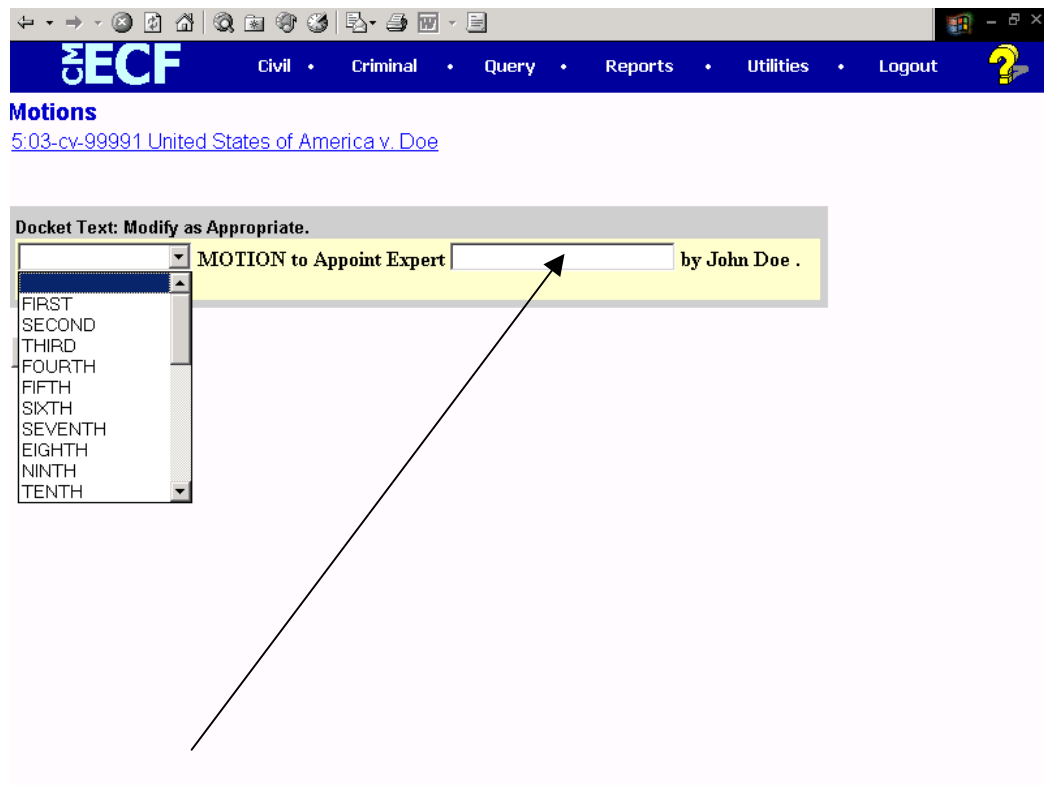 CM ECF Civil • Criminal • Query • Reports • Utilities • Logout ?
Motions
5:03-cv-99991 United States of America v. Doe
Docket Text: Modify as Appropriate.
MOTION to Appoint Expert by John Doe .
FIRST
SECOND
THIRD
FOURTH
FIFTH
SIXTH
SEVENTH
EIGHTH
NINTH
TENTH